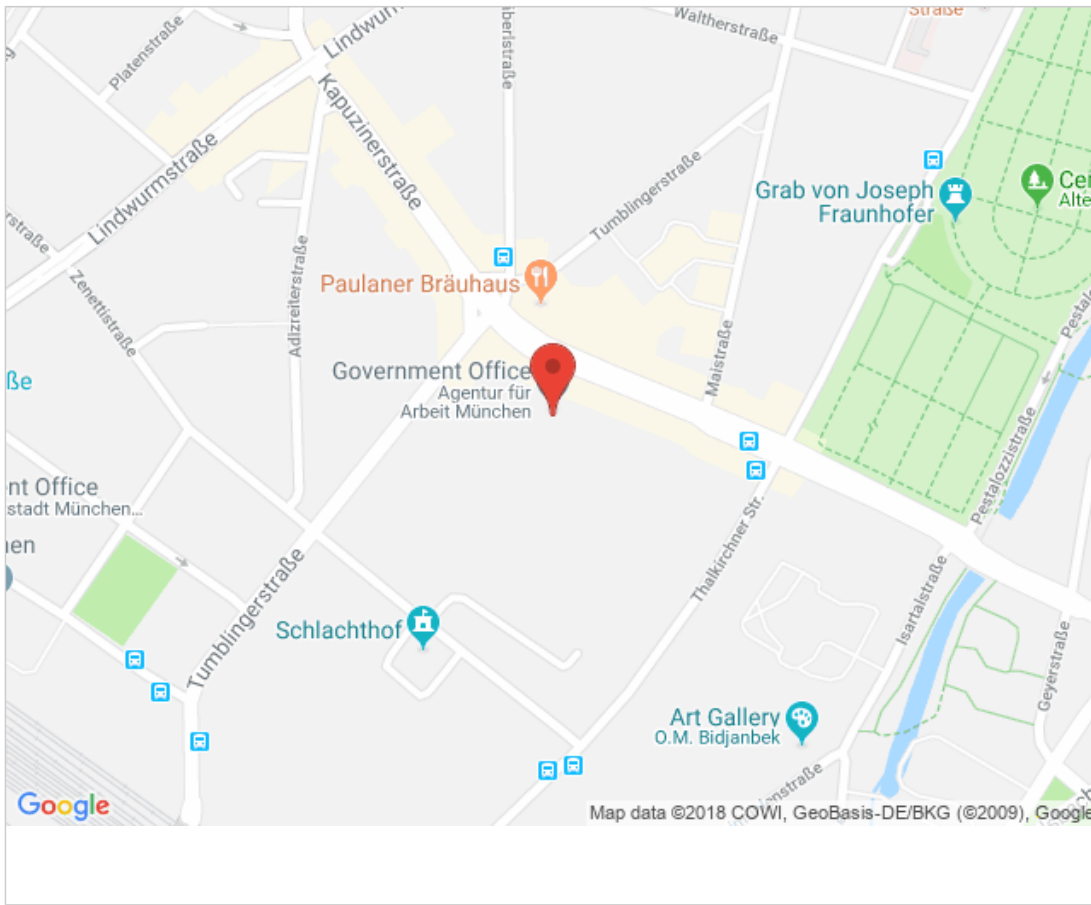 Platenstraße
Lindwurmstraße
Waltherstraße
Straße
Kapuzinerstraße
Lindwurmstraße
Tumblingerstraße
Grab von Joseph
Fraunhofer
Zenettistraße
Adlzreiterstraße
Paulaner Bräuhaus
Maistraße
Government Office
Agentur für
Arbeit München
ße
Pestalozzistraße
nt Office
stadt München...
Thalkirchner Str.
Isartalstraße
Tumblingerstraße
Schlachthof
Geyerstraße
Art Gallery
O.M. Bidjanbek
Google
Map data ©2018 COWI, GeoBasis-DE/BKG (©2009), Google